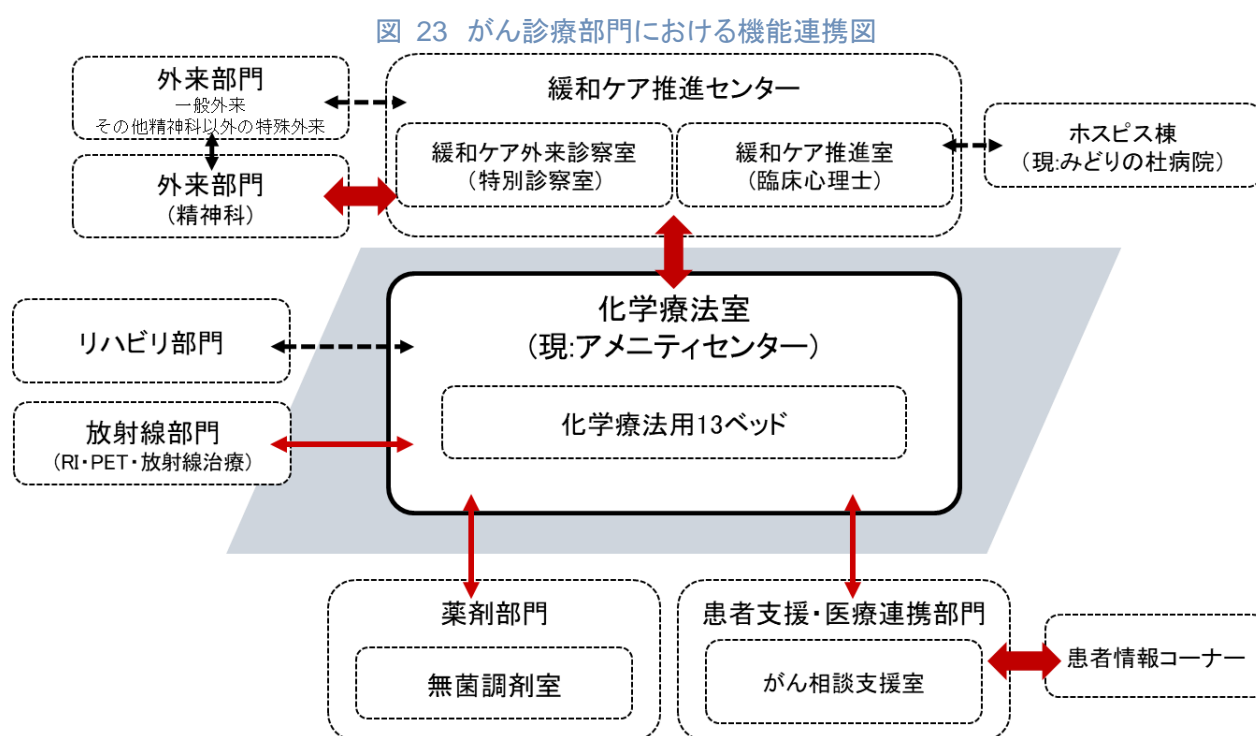 図 23 がん診療部門における機能連携図
外来部門
一般外来
その他精神科以外の特殊外来
外来部門
(精神科)
緩和ケア推進センター
緩和ケア外来診察室
(特別診察室)
緩和ケア推進室
(臨床心理士)
ホスピス棟
(現:みどりの杜病院)
化学療法室
(現:アメニティセンター)
化学療法用13ベッド
リハビリ部門
放射線部門
(RI・PET・放射線治療)
薬剤部門
無菌調剤室
患者支援・医療連携部門
がん相談支援室
患者情報コーナー